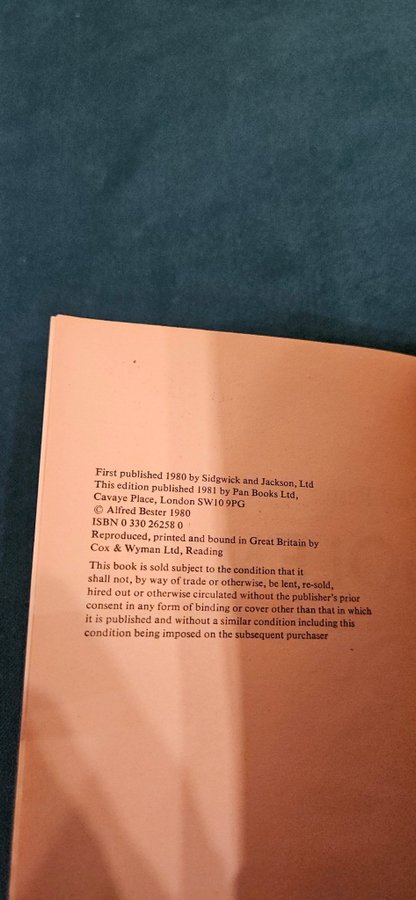 First published 1980 by Sidgwick and Jackson, Ltd
This edition published 1981 by Pan Books Ltd,
Cavaye Place, London SW10 9PG
© Alfred Bester 1980
ISBN 0 330 26258 0
Reproduced, printed and bound in Great Britain by
Cox & Wyman Ltd, Reading
This book is sold subject to the condition that it
shall not, by way of trade or otherwise, be lent, re-sold,
hired out or otherwise circulated without the publisher's prior
consent in any form of binding or cover other than that in which
it is published and without a similar condition including this
condition being imposed on the subsequent purchaser